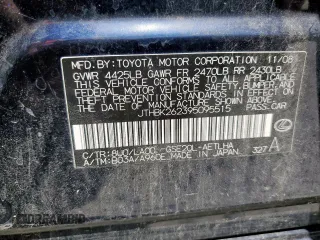 MFD. BY: TOYOTA MOTOR CORPORATION 11/08
GVWR 4425LB GAWR FR 2470LB RR 2430LB
THIS VEHICLE CONFORMS TO ALL APPLICABLE
FEDERAL MOTOR VEHICLE SAFETY, BUMPER,
AND THEFT PREVENTION STANDARDS IN EFFECT
ON THE DATE OF MANUFACTURE SHOWN ABOVE.
JTHBK262395095515 PASS.CAR
C/TR: 8U0/LA00 -GSE20L-AETLHA
A/TM: B03A/A960E MADE IN JAPAN 327 A